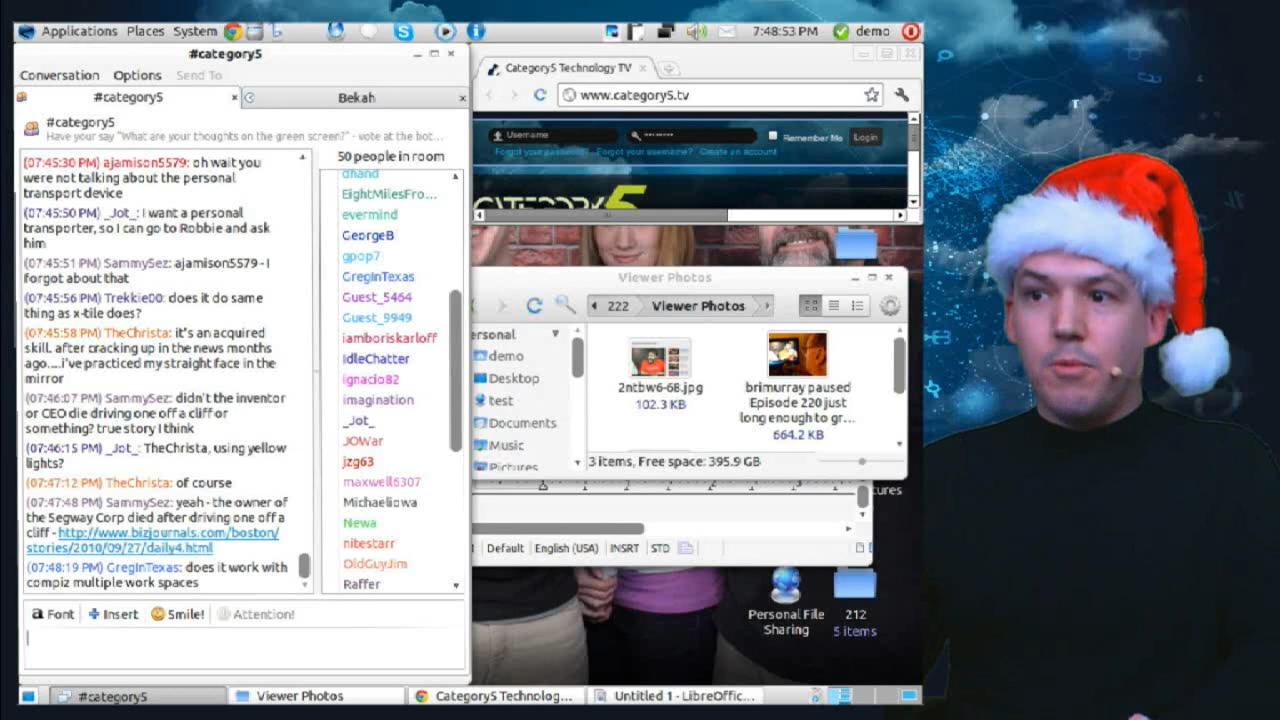 Applications Places System
7:48:53 PM demo
#category5
Conversation Options Send To
#category5
Bekah
#category5
Have your say "What are your thoughts on the green screen?" - vote at the bot...
(07:45:30 PM) ajamison5579: oh wait you
were not talking about the personal
transport device
(07:45:50 PM) _Jot_: I want a personal
transporter, so I can go to Robbie and ask
him
(07:45:51 PM) SammySez: ajamison5579 - I
forgot about that
(07:45:56 PM) Trekkie00: does it do same
thing as x-tile does?
(07:45:58 PM) TheChrista: it's an acquired
skill. after cracking up in the news months
ago.....i've practiced my straight face in the
mirror
(07:46:07 PM) SammySez: didn't the inventor
or CEO die driving one off a cliff or
something? true story I think
(07:46:15 PM) _Jot_: TheChrista, using yellow
lights?
(07:47:12 PM) TheChrista: of course
(07:47:48 PM) SammySez: yeah - the owner of
the Segway Corp died after driving one off a
cliff - http://www.bizjournals.com/boston/
stories/2010/09/27/daily4.html
(07:48:19 PM) GregInTexas: does it work with
compiz multiple work spaces
50 people in room
dhand
EightMilesFro...
evermind
GeorgeB
gpop7
GregInTexas
Guest_5464
Guest_9949
iamboriskarloff
IdleChatter
ignacio82
imagination
_Jot_
JOWar
jzg63
maxwell6307
Michaeliowa
Newa
nitestarr
OldGuyJim
Raffer
Font Insert Smile! Attention!
Category5 Technology TV
www.category5.tv
Username
Remember Me Login
Forgot your password? Forgot your username? Create an account
CATEGORY5
Viewer Photos
222 Viewer Photos
ersonal
demo
Desktop
test
Documents
Music
Pictures
2ntbw6-68.jpg
102.3 KB
brimurray paused
Episode 220 just
long enough to gr...
664.2 KB
3 items, Free space: 395.9 GB
ctures
Default English (USA) INSRT STD
Personal File
Sharing
212
5 items
#category5 Viewer Photos Category5 Technolog... Untitled 1 - LibreOffic...